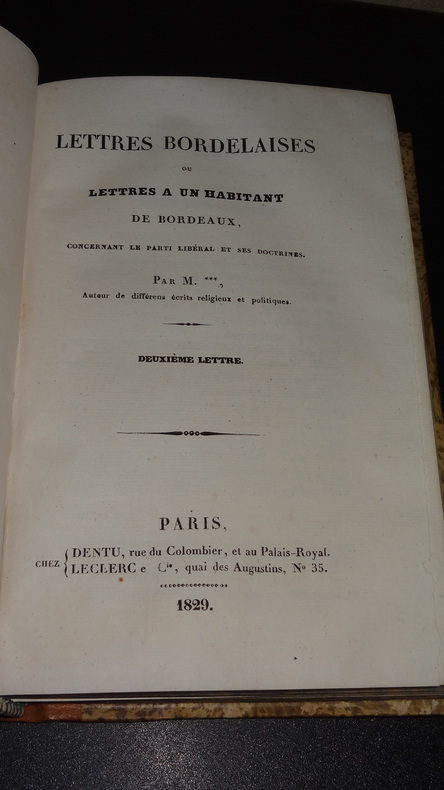 LETTRES BORDELAISES
OU
LETTRES A UN HABITANT
DE BORDEAUX,
CONCERNANT LE PARTI LIBÉRAL ET SES DOCTRINES.
PAR M. ***,
Auteur de différens écrits religieux et politiques.
DEUXIÈME LETTRE.
PARIS,
CHEZ
DENTU, rue du Colombier, et au Palais-Royal.
LECLERC e Cie, quai des Augustins, No 35.
1829.